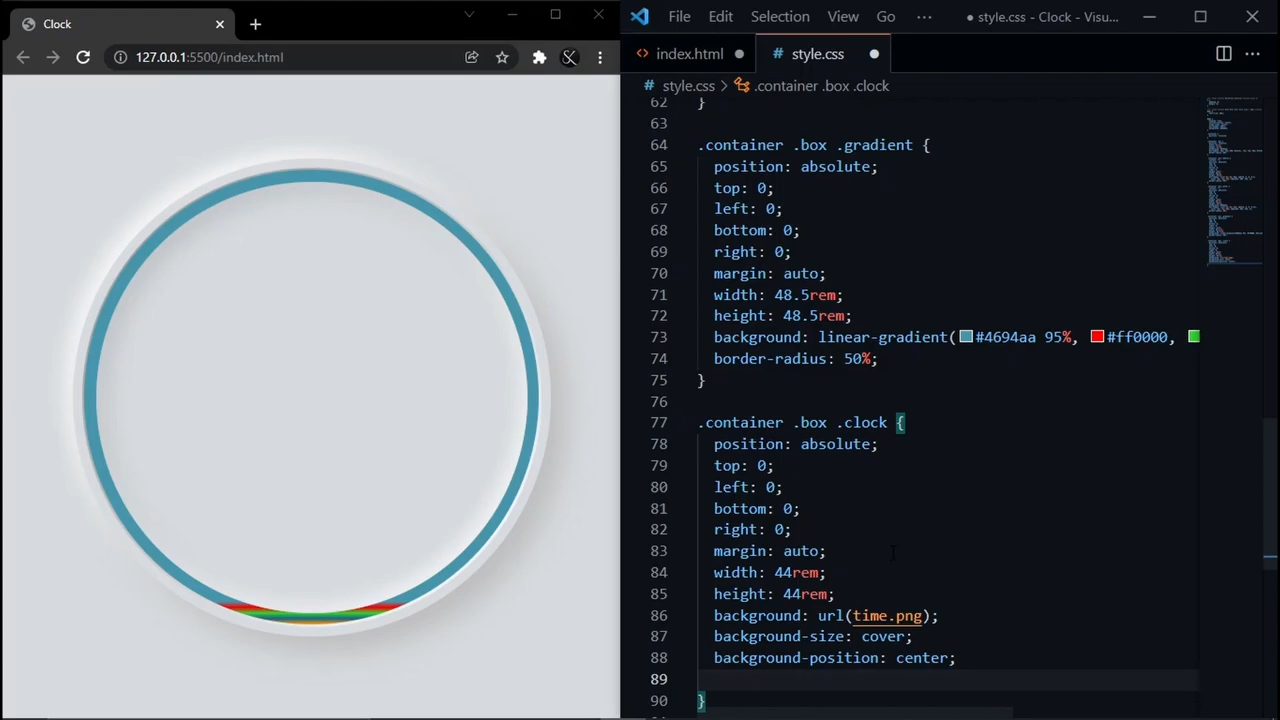 Clock
127.0.0.1:5500/index.html
File Edit Selection View Go ··· ● style.css - Clock - Visu...
<> index.html ● # style.css ●
# style.css > .container .box .clock
62 }
63
64 .container .box .gradient {
65 position: absolute;
66 top: 0;
67 left: 0;
68 bottom: 0;
69 right: 0;
70 margin: auto;
71 width: 48.5rem;
72 height: 48.5rem;
73 background: linear-gradient(#4694aa 95%, #ff0000,
74 border-radius: 50%;
75 }
76
77 .container .box .clock {
78 position: absolute;
79 top: 0;
80 left: 0;
81 bottom: 0;
82 right: 0;
83 margin: auto;
84 width: 44rem;
85 height: 44rem;
86 background: url(time.png);
87 background-size: cover;
88 background-position: center;
89
90 }